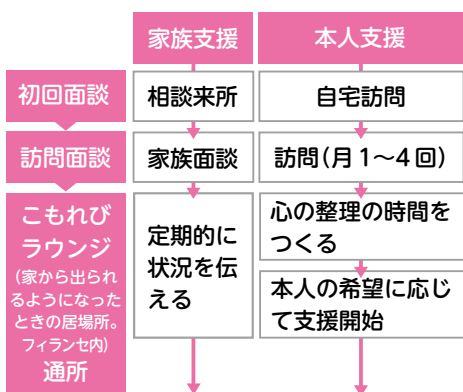 家族支援
本人支援
初回面談
相談来所
自宅訪問
訪問面談
家族面談
訪問(月1~4回)
こもれび
ラウンジ
(家から出られ
るようになった
ときの居場所。
フィランセ内)
通所
定期的に
状況を伝
える
心の整理の時間を
つくる
本人の希望に応じ
て支援開始